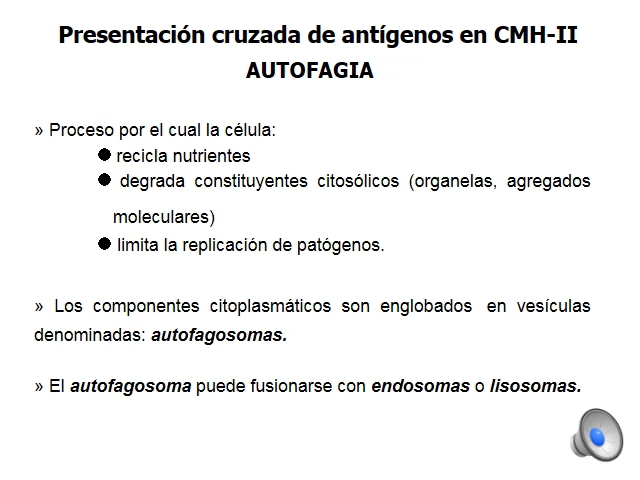 Presentación cruzada de antígenos en CMH-II
AUTOFAGIA
» Proceso por el cual la célula:
● recicla nutrientes
● degrada constituyentes citosólicos (organelas, agregados
moleculares)
● limita la replicación de patógenos.
» Los componentes citoplasmáticos son englobados en vesículas
denominadas: autofagosomas.
» El autofagosoma puede fusionarse con endosomas o lisosomas.